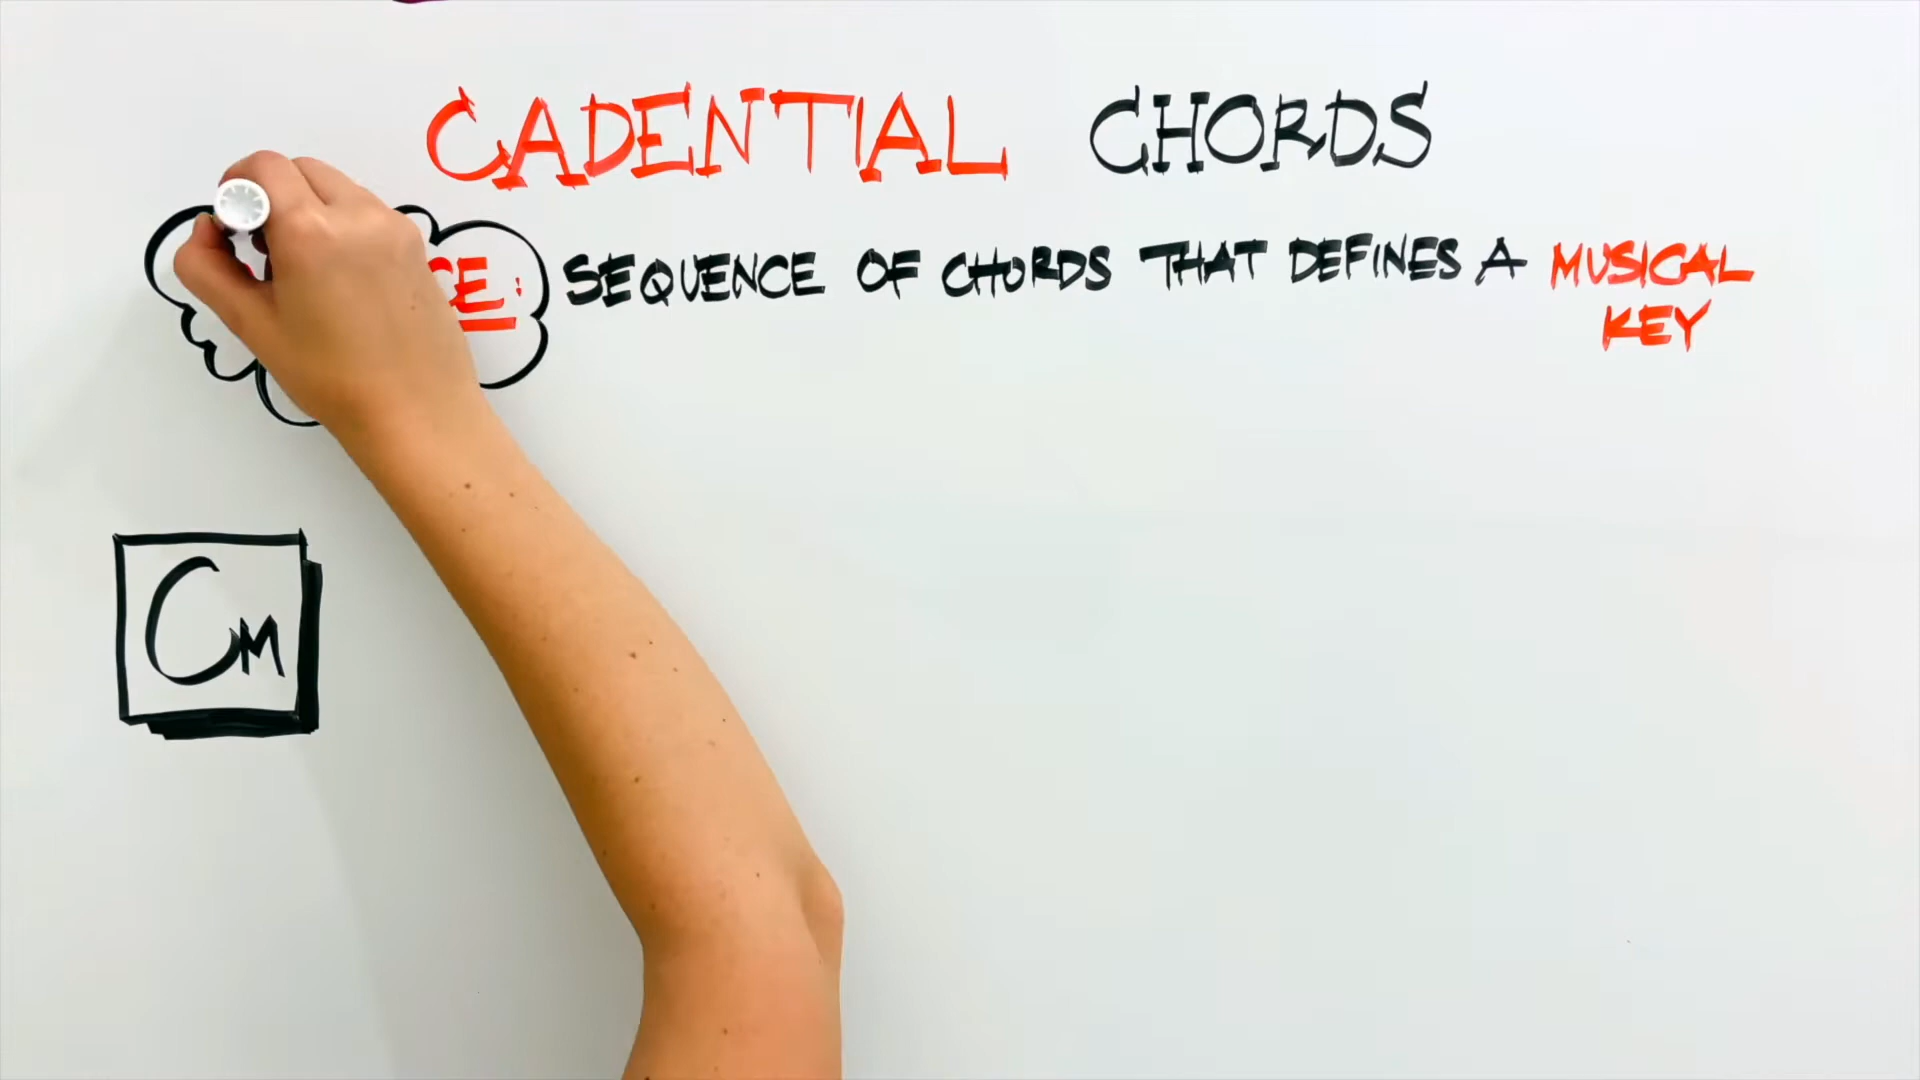 CADENTIAL CHORDS
CE: SEQUENCE OF CHORDS THAT DEFINES A MUSICAL
KEY
CM